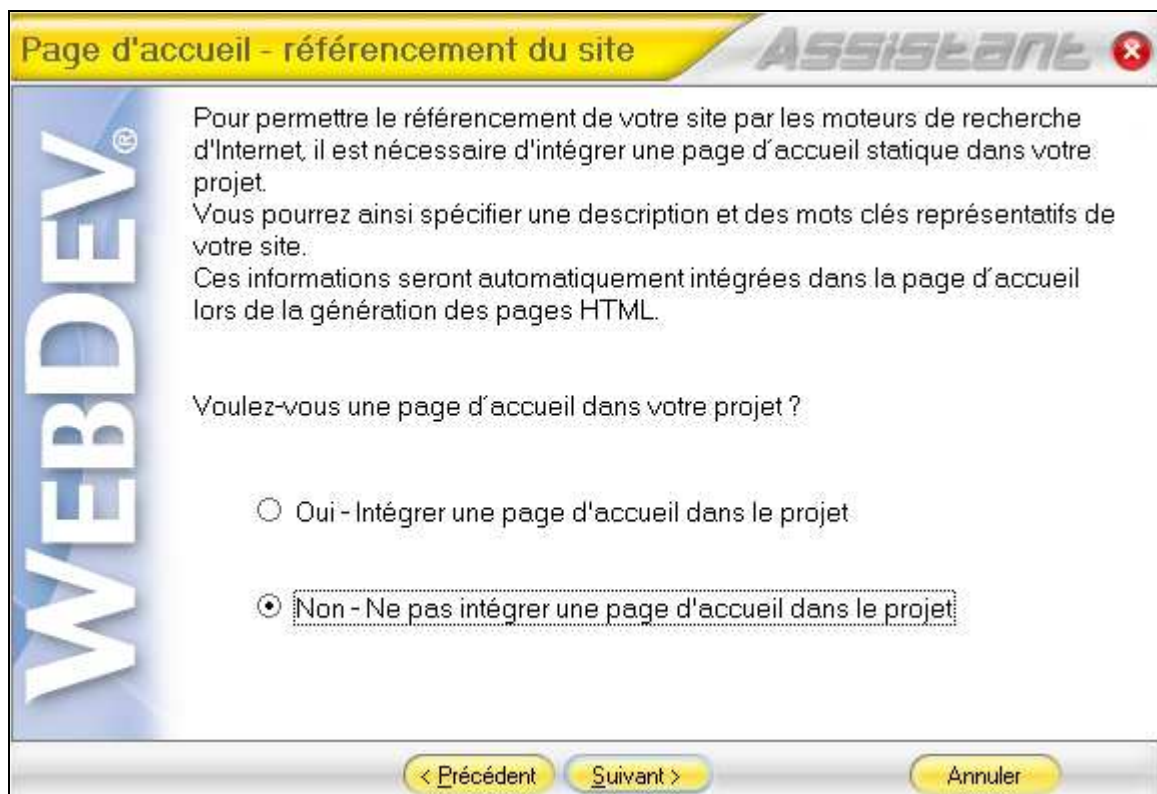 Page d'accueil - référencement du site
Assistant
WEBDEV®
Pour permettre le référencement de votre site par les moteurs de recherche
d'Internet, il est nécessaire d'intégrer une page d´accueil statique dans votre
projet.
Vous pourrez ainsi spécifier une description et des mots clés représentatifs de
votre site.
Ces informations seront automatiquement intégrées dans la page d´accueil
lors de la génération des pages HTML.
Voulez-vous une page d´accueil dans votre projet ?
Oui - Intégrer une page d'accueil dans le projet
Non - Ne pas intégrer une page d'accueil dans le projet
< Précédent
Suivant >
Annuler